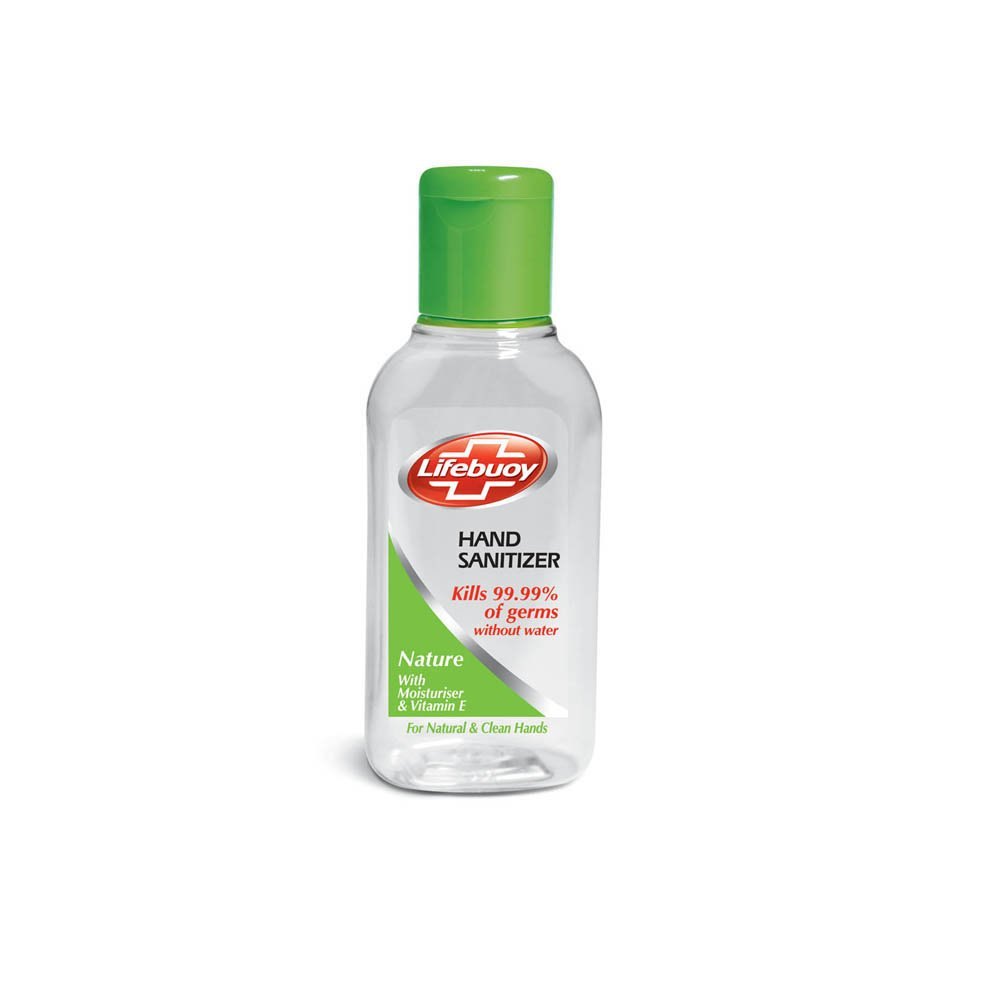 Lifebuoy
HAND
SANITIZER
Kills 99.99%
of germs
without water
Nature
With
Moisturiser
& Vitamin E
For Natural & Clean Hands